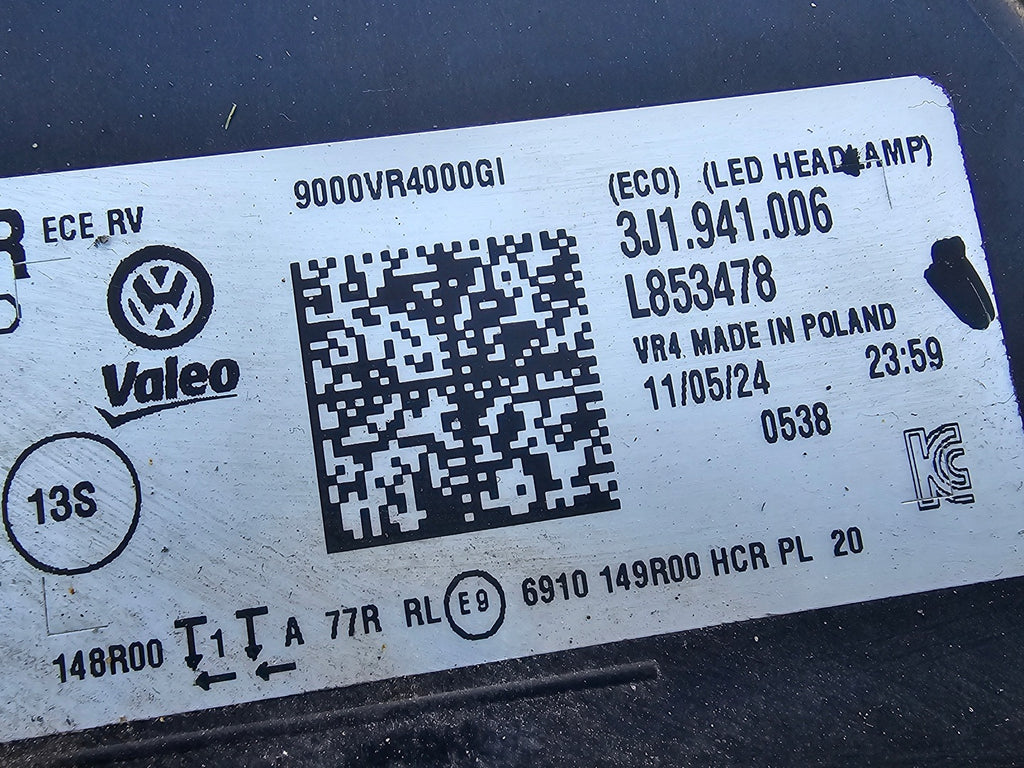 9000VR4000GI
(ECO) (LED HEADLAMP)
R ECE RV
3J1.941.006
L853478
VR4 MADE IN POLAND
Valeo
11/05/24 23:59
0538
13S
148R00 T 1 T A 77R RL E9 6910 149R00 HCR PL 20